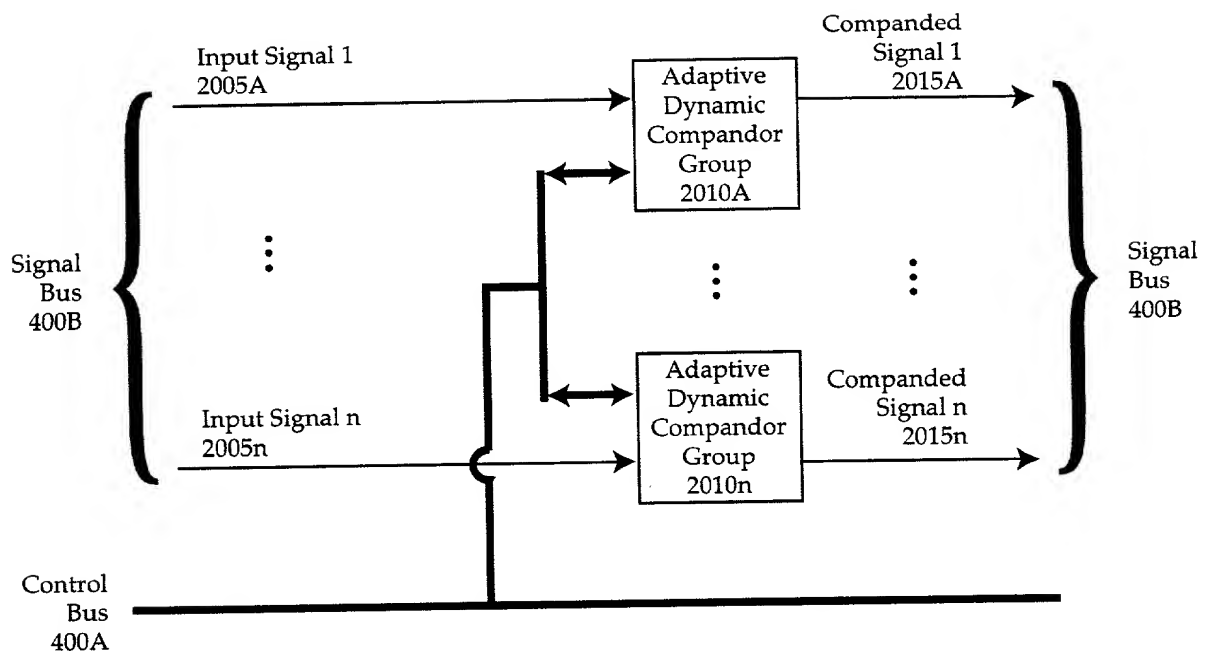 Input Signal 1
2005A
Adaptive
Dynamic
Compandor
Group
2010A
Companded
Signal 1
2015A
Signal
Bus
400B
Signal
Bus
400B
Input Signal n
2005n
Adaptive
Dynamic
Compandor
Group
2010n
Companded
Signal n
2015n
Control
Bus
400A